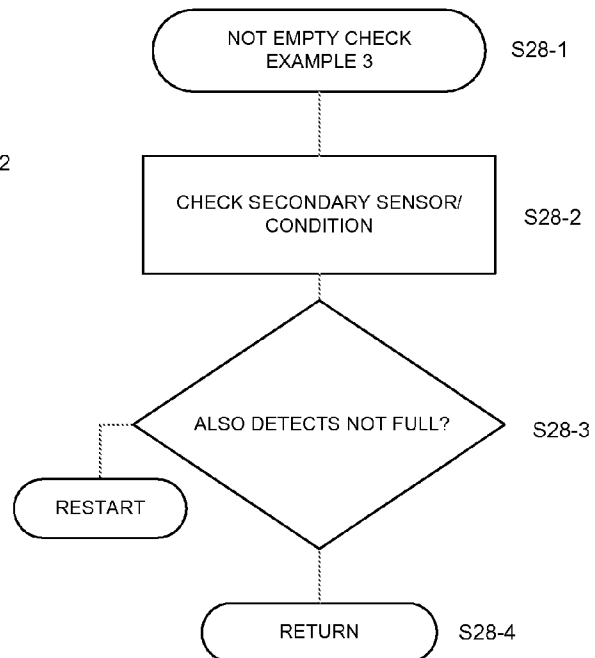 NOT EMPTY CHECK
EXAMPLE 3
S28-1
2
CHECK SECONDARY SENSOR/
CONDITION
S28-2
ALSO DETECTS NOT FULL?
S28-3
RESTART
RETURN
S28-4